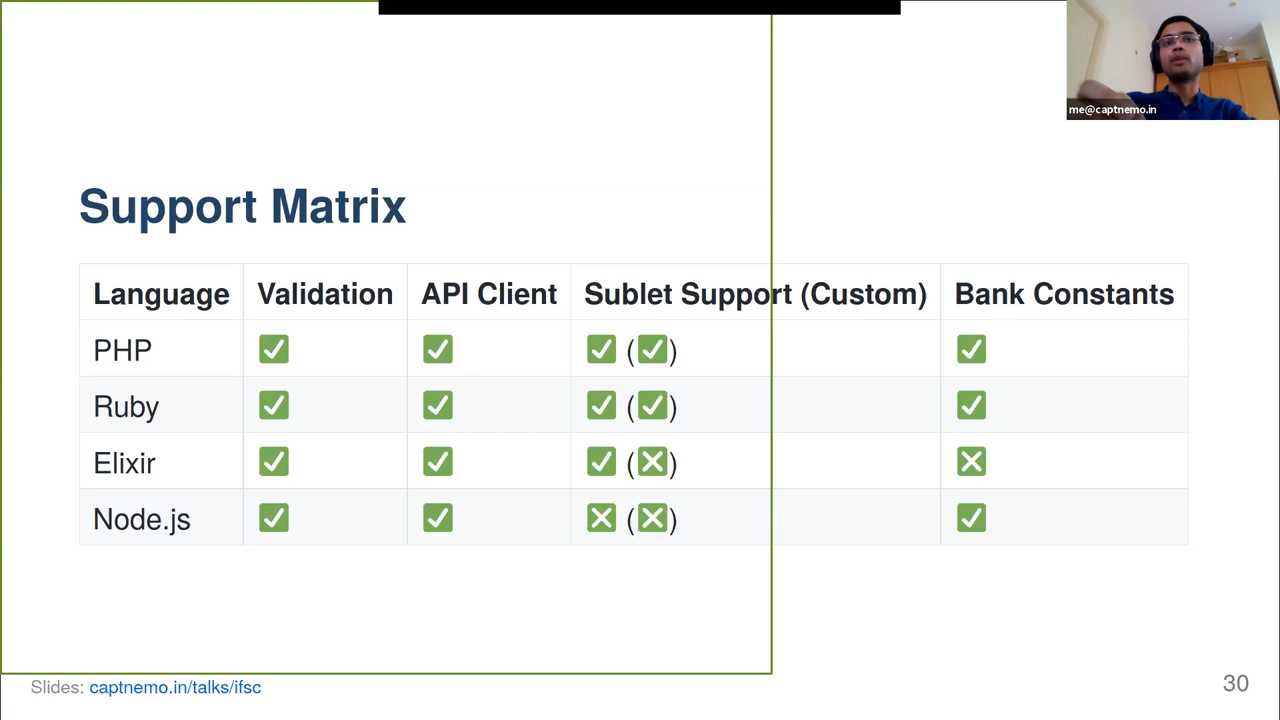 me@captnemo.in
Support Matrix
Language Validation API Client Sublet Support (Custom) Bank Constants
PHP ✅ ✅ ✅ (✅) ✅
Ruby ✅ ✅ ✅ (✅) ✅
Elixir ✅ ✅ ✅ (❎) ❎
Node.js ✅ ✅ ❎ (❎) ✅
Slides: captnemo.in/talks/ifsc
30